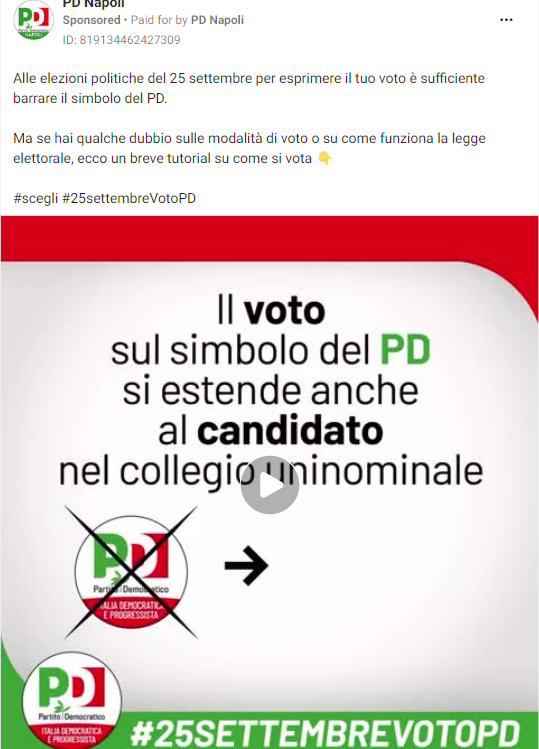 PD Napoli
Sponsored • Paid for by PD Napoli
ID: 819134462427309
Alle elezioni politiche del 25 settembre per esprimere il tuo voto è sufficiente
barrare il simbolo del PD.
Ma se hai qualche dubbio sulle modalità di voto o su come funziona la legge
elettorale, ecco un breve tutorial su come si vota 👇
#scegli #25settembreVotoPD
Il voto
sul simbolo del PD
si estende anche
al candidato
nel collegio uninominale
PD
Partito Democratico
ITALIA DEMOCRATICA
E PROGRESSISTA
PD
Partito Democratico
ITALIA DEMOCRATICA
E PROGRESSISTA
#25SETTEMBREVOTOPD